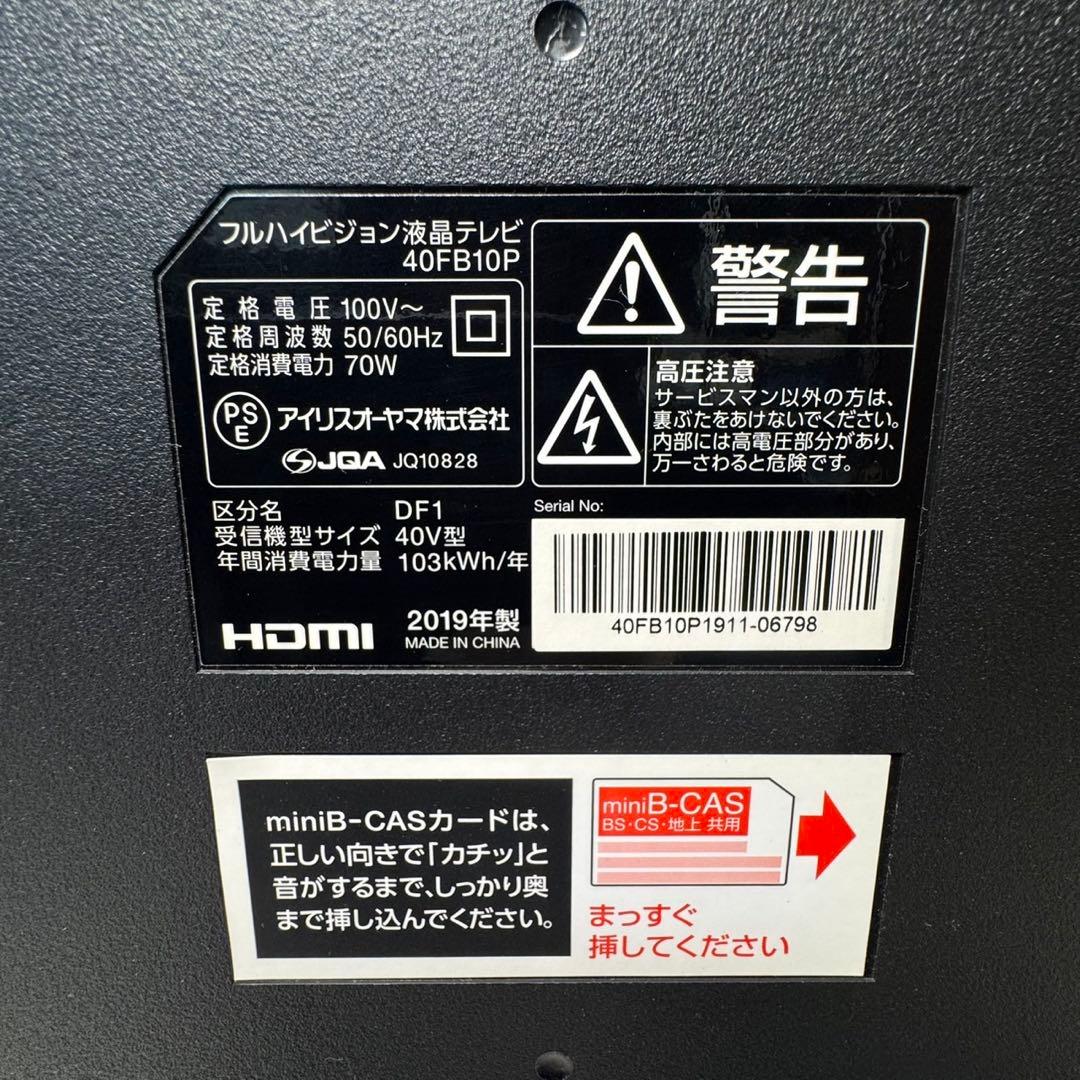 フルハイビジョン液晶テレビ
40FB10P
定格電圧 100V～
定格周波数 50/60Hz
定格消費電力 70W
PSE
アイリスオーヤマ株式会社
JQA JQ10828
区分名 DF1
受信機型サイズ 40V型
年間消費電力量 103kWh/年
HDMI
2019年製
MADE IN CHINA
警告
高圧注意
サービスマン以外の方は、
裏ぶたをあけないでください。
内部には高電圧部分があり、
万一さわると危険です。
Serial No:
40FB10P1911-06798
miniB-CASカードは、
正しい向きで「カチッ」と
音がするまで、しっかり奥
まで挿し込んでください。
miniB-CAS
BS・CS・地上 共用
まっすぐ
挿してください